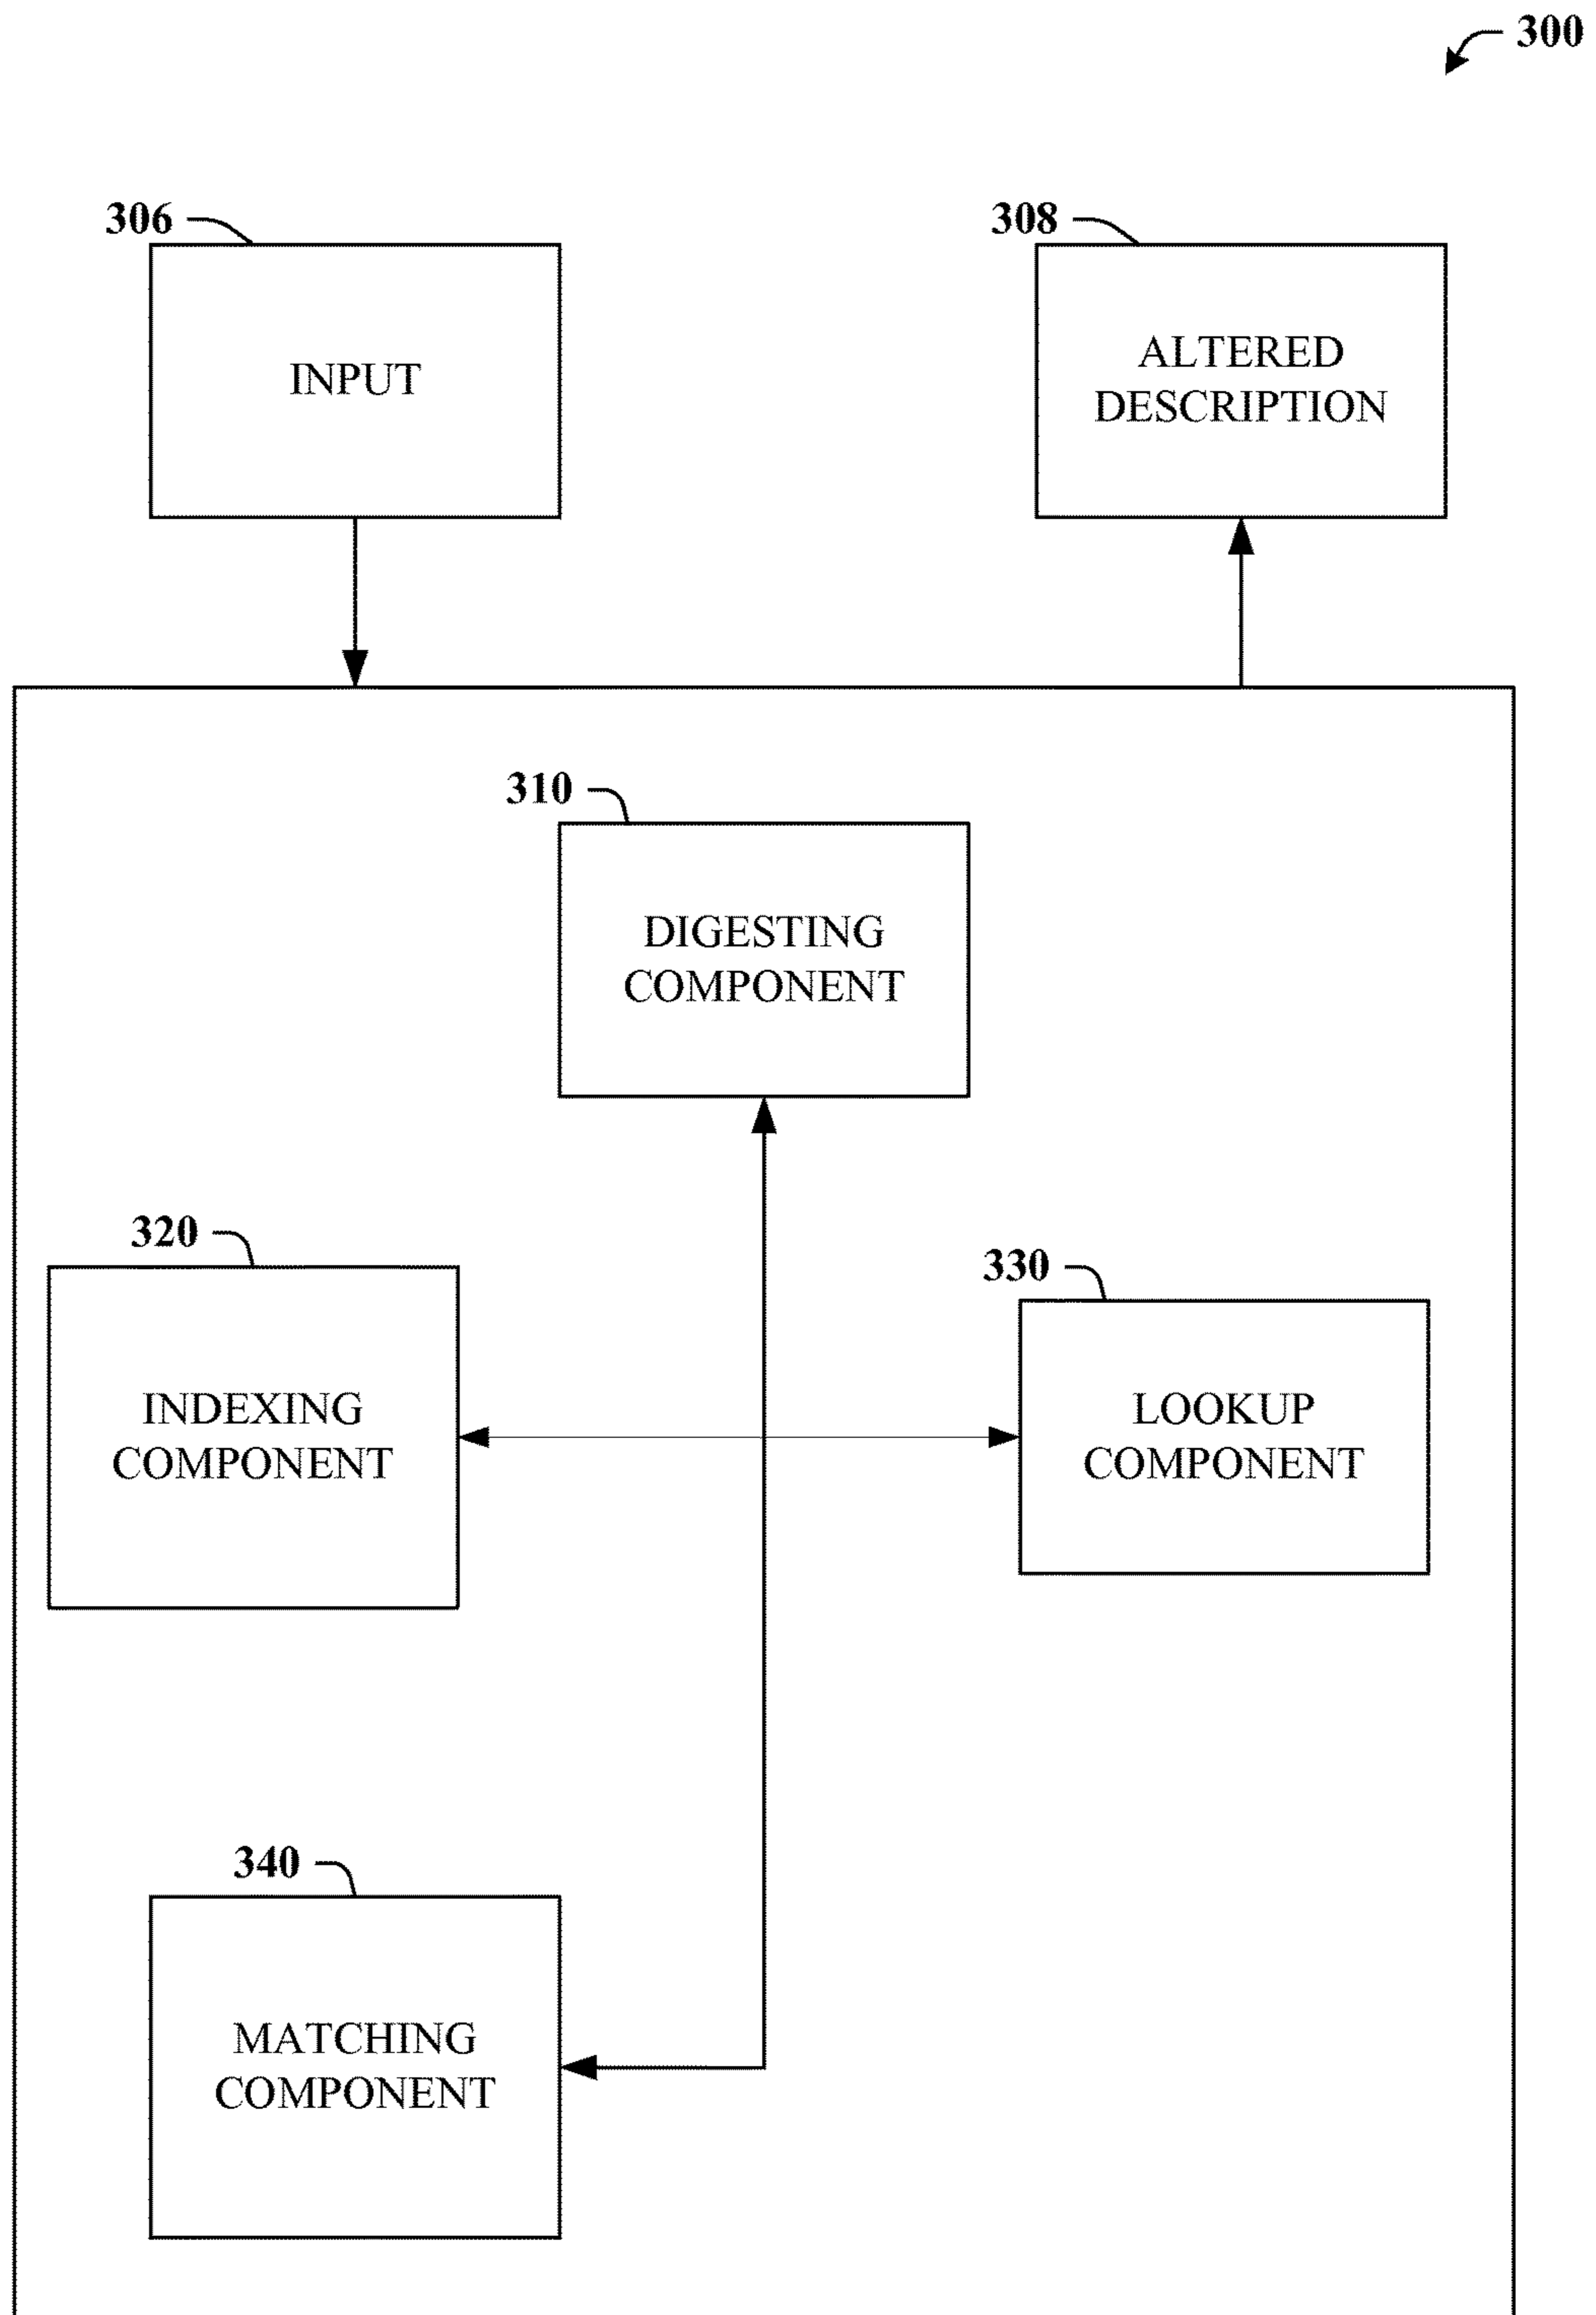 300
306
INPUT
308
ALTERED
DESCRIPTION
310
DIGESTING
COMPONENT
320
INDEXING
COMPONENT
330
LOOKUP
COMPONENT
340
MATCHING
COMPONENT